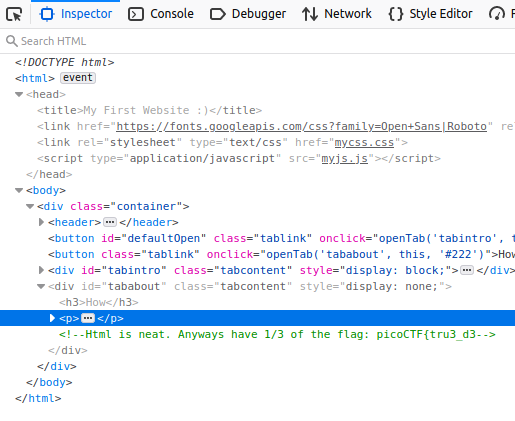 Inspector Console Debugger Network Style Editor
Search HTML
<!DOCTYPE html>
<html> event
<head>
<title>My First Website :)</title>
<link href="https://fonts.googleapis.com/css?family=Open+Sans|Roboto" re
<link rel="stylesheet" type="text/css" href="mycss.css">
<script type="application/javascript" src="myjs.js"></script>
</head>
<body>
<div class="container">
<header> </header>
<button id="defaultOpen" class="tablink" onclick="openTab('tabintro', t
<button class="tablink" onclick="openTab('tababout', this, '#222')">How
<div id="tabintro" class="tabcontent" style="display: block;"> </div>
<div id="tababout" class="tabcontent" style="display: none;">
<h3>How</h3>
<p> </p>
<!--Html is neat. Anyways have 1/3 of the flag: picoCTF{tru3_d3-->
</div>
</div>
</body>
</html>